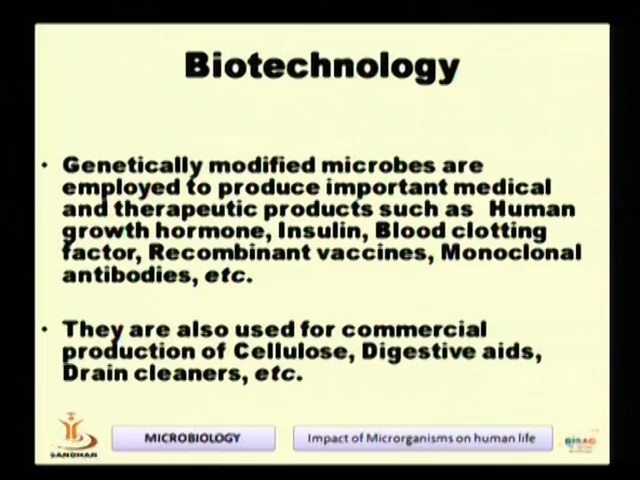 Biotechnology
• Genetically modified microbes are
employed to produce important medical
and therapeutic products such as Human
growth hormone, Insulin, Blood clotting
factor, Recombinant vaccines, Monoclonal
antibodies, etc.
• They are also used for commercial
production of Cellulose, Digestive aids,
Drain cleaners, etc.
SANDHAN
MICROBIOLOGY
Impact of Microrganisms on human life